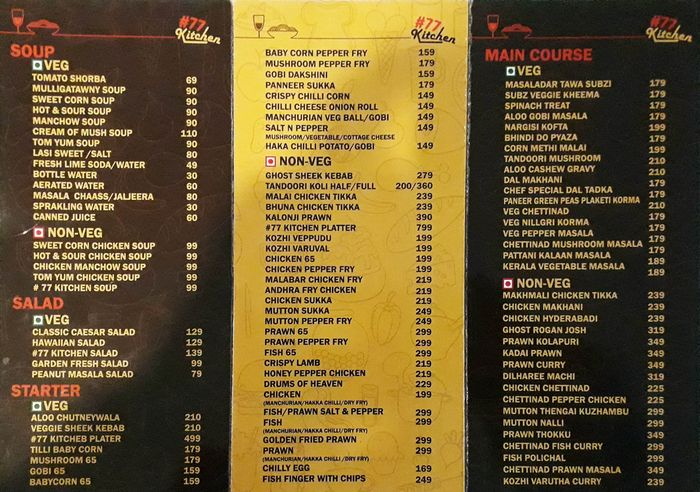 #77
Kitchen
SOUP
VEG
TOMATO SHORBA 69
MULLIGATAWNY SOUP 90
SWEET CORN SOUP 90
HOT & SOUR SOUP 90
MANCHOW SOUP 90
CREAM OF MUSH SOUP 110
TOM YUM SOUP 90
LASI SWEET /SALT 80
FRESH LIME SODA/WATER 49
BOTTLE WATER 30
AERATED WATER 60
MASALA CHAASS/JALJEERA 80
SPRAKLING WATER 30
CANNED JUICE 60
NON-VEG
SWEET CORN CHICKEN SOUP 99
HOT & SOUR CHICKEN SOUP 99
CHICKEN MANCHOW SOUP 99
TOM YUM CHICKEN SOUP 99
# 77 KITCHEN SOUP 99
SALAD
VEG
CLASSIC CAESAR SALAD 129
HAWAIIAN SALAD 129
#77 KITCHEN SALAD 139
GARDEN FRESH SALAD 99
PEANUT MASALA SALAD 79
STARTER
VEG
ALOO CHUTNEYWALA 210
VEGGIE SHEEK KEBAB 210
#77 KITCHEB PLATER 499
TILLI BABY CORN 179
MUSHROOM 65 179
GOBI 65 159
BABYCORN 65 159
#77
Kitchen
BABY CORN PEPPER FRY 159
MUSHROOM PEPPER FRY 179
GOBI DAKSHINI 159
PANNEER SUKKA 179
CRISPY CHILLI CORN 149
CHILLI CHEESE ONION ROLL 149
MANCHURIAN VEG BALL/GOBI 149
SALT N PEPPER 149
MUSHROOM/VEGETABLE/COTTAGE CHEESE
HAKA CHILLI POTATO/GOBI 149
NON-VEG
GHOST SHEEK KEBAB 279
TANDOORI KOLI HALF/FULL 200/360
MALAI CHICKEN TIKKA 239
BHUNA CHICKEN TIKKA 239
KALONJI PRAWN 390
#77 KITCHEN PLATTER 799
KOZHI VEPPUDU 199
KOZHI VARUVAL 199
CHICKEN 65 199
CHICKEN PEPPER FRY 199
MALABAR CHICKEN FRY 219
ANDHRA FRY CHICKEN 219
CHICKEN SUKKA 219
MUTTON SUKKA 249
MUTTON PEPPER FRY 249
PRAWN 65 299
PRAWN PEPPER FRY 299
FISH 65 299
CRISPY LAMB 219
HONEY PEPPER CHICKEN 219
DRUMS OF HEAVEN 229
CHICKEN 199
(MANCHURIAN/HAKKA CHILLI/DRY FRY)
FISH/PRAWN SALT & PEPPER 299
FISH 299
(MANCHURIAN/HAKKA CHILLI/DRY FRY)
GOLDEN FRIED PRAWN 299
PRAWN 299
(MANCHURIAN/HAKKA CHILLI /DRY FRY)
CHILLY EGG 169
FISH FINGER WITH CHIPS 249
#77
Kitchen
MAIN COURSE
VEG
MASALADAR TAWA SUBZI 179
SUBZ VEGGIE KHEEMA 179
SPINACH TREAT 179
ALOO GOBI MASALA 179
NARGISI KOFTA 199
BHINDI DO PYAZA 179
CORN METHI MALAI 199
TANDOORI MUSHROOM 210
ALOO CASHEW GRAVY 210
DAL MAKHANI 179
CHEF SPECIAL DAL TADKA 179
PANEER GREEN PEAS PLAKETI KORMA 210
VEG CHETTINAD 179
VEG NILLGRI KORMA 179
VEG PEPPER MASALA 179
CHETTINAD MUSHROOM MASALA 179
PATTANI KALAAN MASALA 189
KERALA VEGETABLE MASALA 189
NON-VEG
MAKHMALI CHICKEN TIKKA 239
CHICKEN MAKHANI 239
CHICKEN HYDERABADI 239
GHOST ROGAN JOSH 319
PRAWN KOLAPURI 349
KADAI PRAWN 349
PRAWN CURRY 349
DILHAREE MACHI 319
CHICKEN CHETTINAD 225
CHETTINAD PEPPER CHICKEN 225
MUTTON THENGAI KUZHAMBU 299
MUTTON NALLI 299
PRAWN THOKKU 349
CHETTINAD FISH CURRY 299
FISH POLICHAL 299
CHETTINAD PRAWN MASALA 349
KOZHI VARUTHA CURRY 239